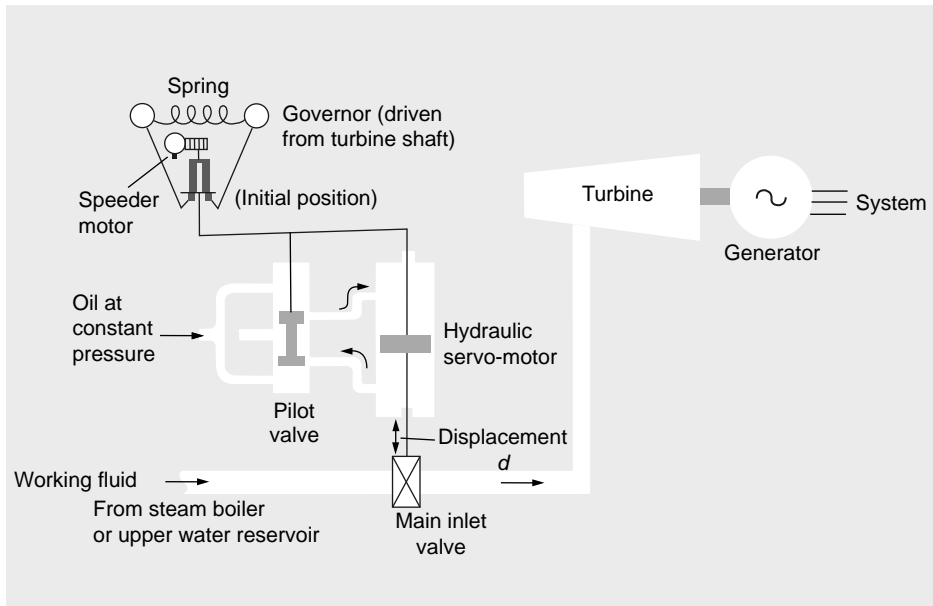 Spring
Governor (driven
from turbine shaft)
Speeder
motor
(Initial position)
Turbine
System
Generator
Oil at
constant
pressure
Hydraulic
servo-motor
Pilot
valve
Displacement
d
Working fluid
From steam boiler
or upper water reservoir
Main inlet
valve